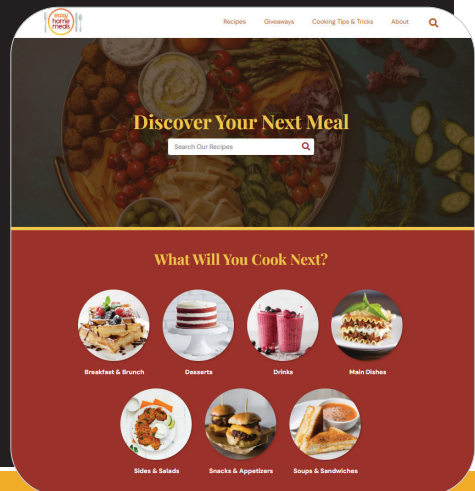 easy
home
meals
Recipes Giveaways Cooking Tips & Tricks About
Discover Your Next Meal
Search Our Recipes
What Will You Cook Next?
Breakfast & Brunch Desserts Drinks Main Dishes
Sides & Salads Snacks & Appetizers Soups & Sandwiches